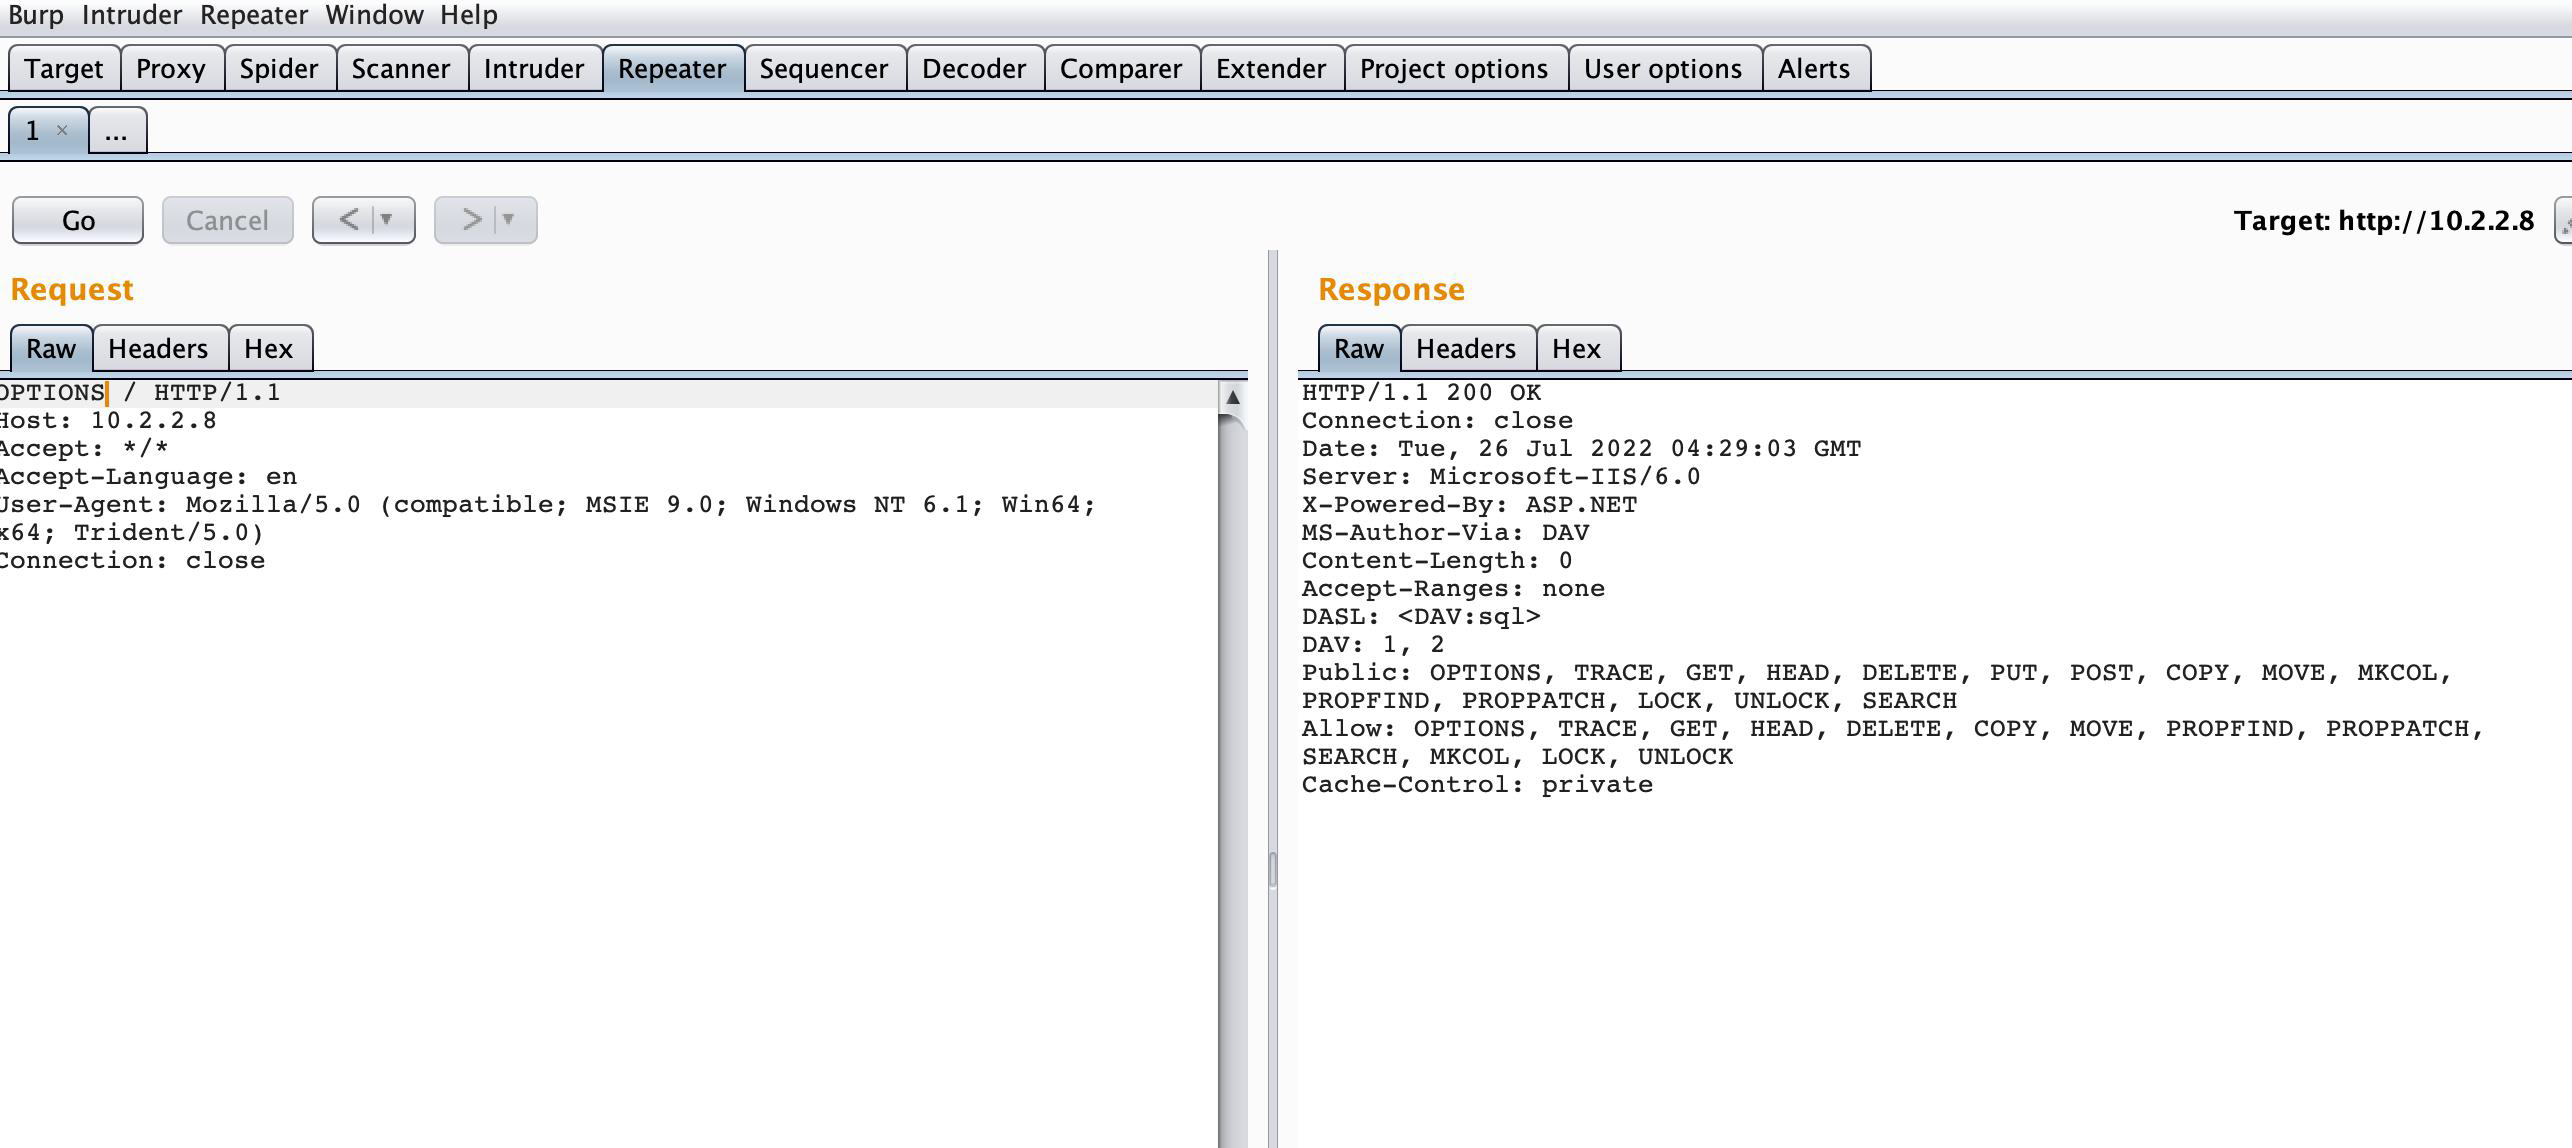 Burp Intruder Repeater Window Help
Target Proxy Spider Scanner Intruder Repeater Sequencer Decoder Comparer Extender Project options User options Alerts
1 × ...
Go Cancel < ▼ > ▼ Target: http://10.2.2.8
Request
Raw Headers Hex
OPTIONS / HTTP/1.1
Host: 10.2.2.8
Accept: */*
Accept-Language: en
User-Agent: Mozilla/5.0 (compatible; MSIE 9.0; Windows NT 6.1; Win64;
x64; Trident/5.0)
Connection: close
Response
Raw Headers Hex
HTTP/1.1 200 OK
Connection: close
Date: Tue, 26 Jul 2022 04:29:03 GMT
Server: Microsoft-IIS/6.0
X-Powered-By: ASP.NET
MS-Author-Via: DAV
Content-Length: 0
Accept-Ranges: none
DASL: <DAV:sql>
DAV: 1, 2
Public: OPTIONS, TRACE, GET, HEAD, DELETE, PUT, POST, COPY, MOVE, MKCOL,
PROPFIND, PROPPATCH, LOCK, UNLOCK, SEARCH
Allow: OPTIONS, TRACE, GET, HEAD, DELETE, COPY, MOVE, PROPFIND, PROPPATCH,
SEARCH, MKCOL, LOCK, UNLOCK
Cache-Control: private